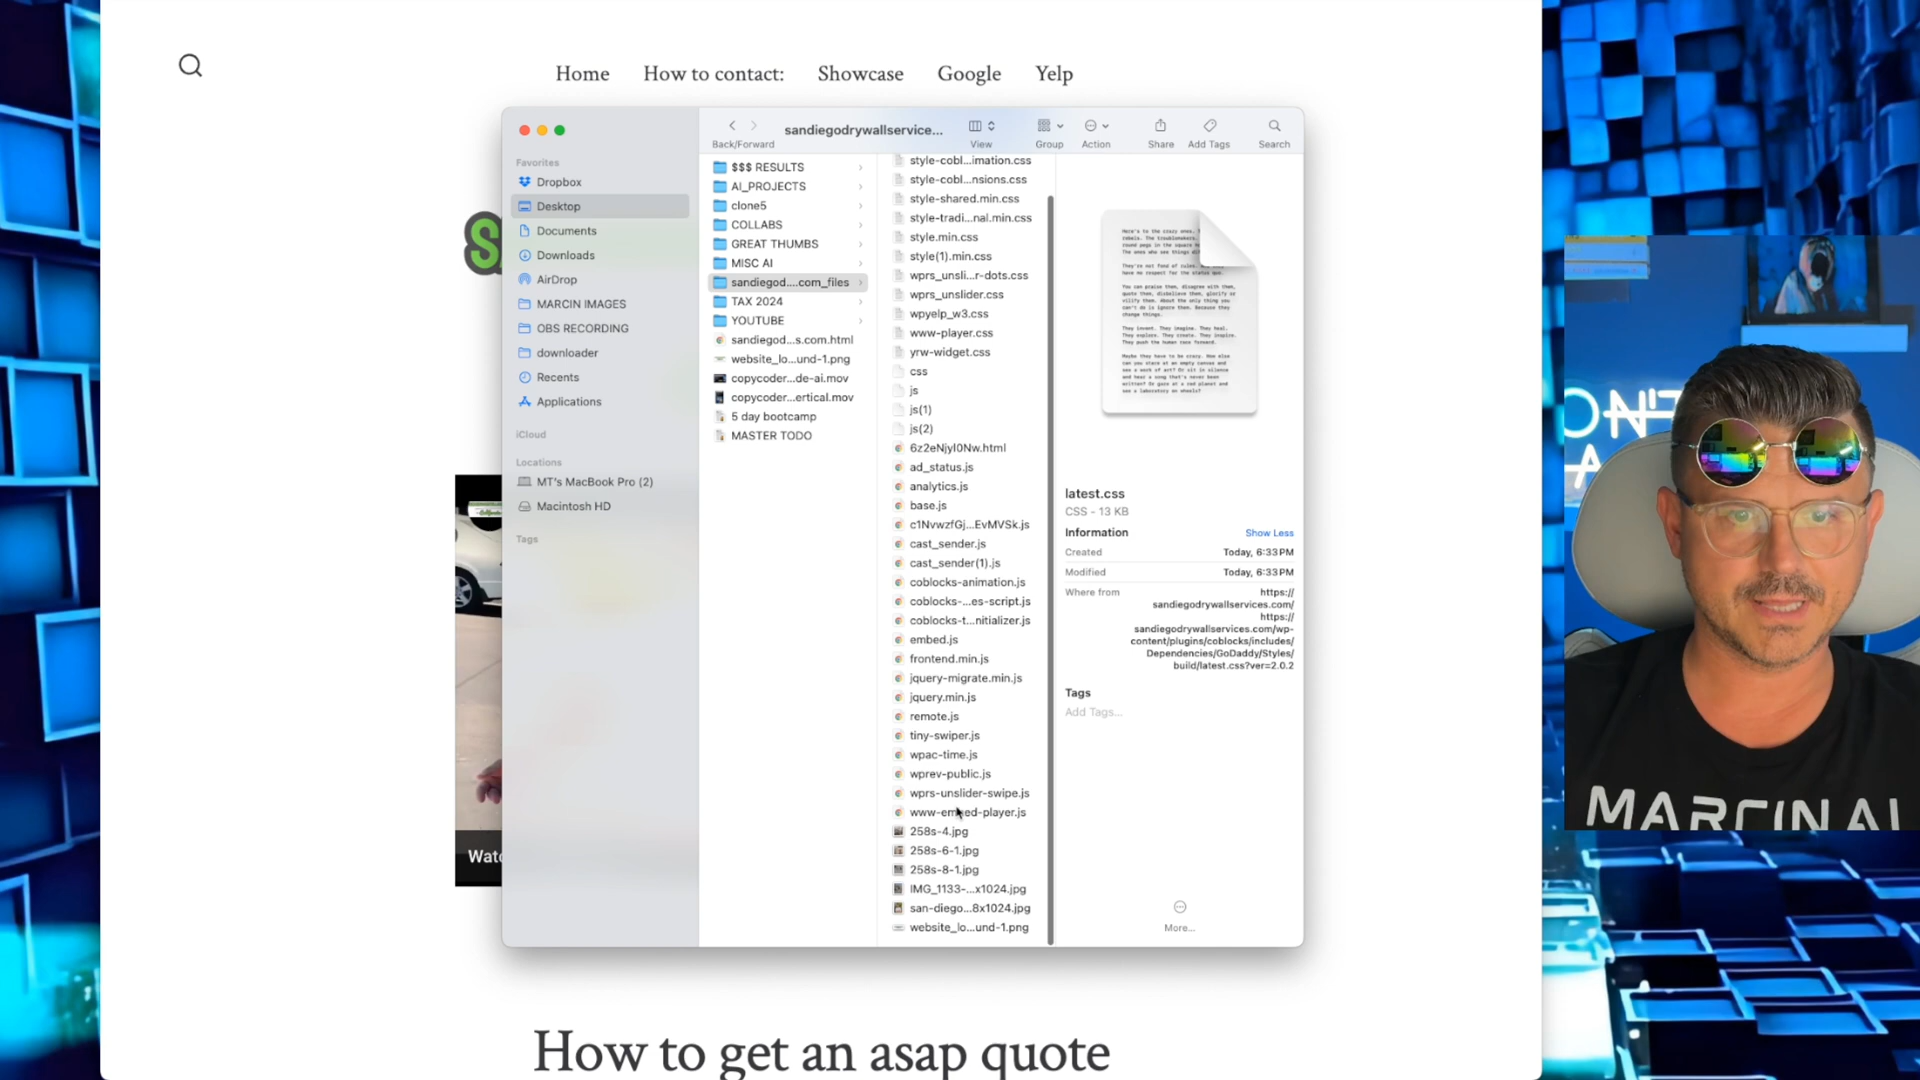 Home How to contact: Showcase Google Yelp
sandiegodrywallservice...
Back/Forward View Group Action Share Add Tags Search
Favorites
Dropbox
Desktop
Documents
Downloads
AirDrop
MARCIN IMAGES
OBS RECORDING
downloader
Recents
Applications
iCloud
Locations
MT's MacBook Pro (2)
Macintosh HD
Tags
$$$ RESULTS
AI_PROJECTS
clone5
COLLABS
GREAT THUMBS
MISC AI
sandiegod....com_files
TAX 2024
YOUTUBE
sandiegod...s.com.html
website_lo...und-1.png
copycoder...de-ai.mov
copycoder...ertical.mov
5 day bootcamp
MASTER TODO
style-cobl...imation.css
style-cobl...nsions.css
style-shared.min.css
style-tradi...nal.min.css
style.min.css
style(1).min.css
wprs_unsli...r-dots.css
wprs_unslider.css
wpyelp_w3.css
www-player.css
yrw-widget.css
css
js
js(1)
js(2)
6z2eNjyI0Nw.html
ad_status.js
analytics.js
base.js
c1NvwzfGj...EvMVSk.js
cast_sender.js
cast_sender(1).js
coblocks-animation.js
coblocks-...es-script.js
coblocks-t...nitializer.js
embed.js
frontend.min.js
jquery-migrate.min.js
jquery.min.js
remote.js
tiny-swiper.js
wpac-time.js
wprev-public.js
wprs-unslider-swipe.js
www-embed-player.js
258s-4.jpg
258s-6-1.jpg
258s-8-1.jpg
IMG_1133-...x1024.jpg
san-diego...8x1024.jpg
website_lo...und-1.png
latest.css
CSS - 13 KB
Information Show Less
Created Today, 6:33 PM
Modified Today, 6:33 PM
Where from https://
sandiegodrywallservices.com/
https://
sandiegodrywallservices.com/wp-
content/plugins/coblocks/includes/
Dependencies/GoDaddy/Styles/
build/latest.css?ver=2.0.2
Tags
Add Tags...
More...
Watc
How to get an asap quote
MARCIN AI